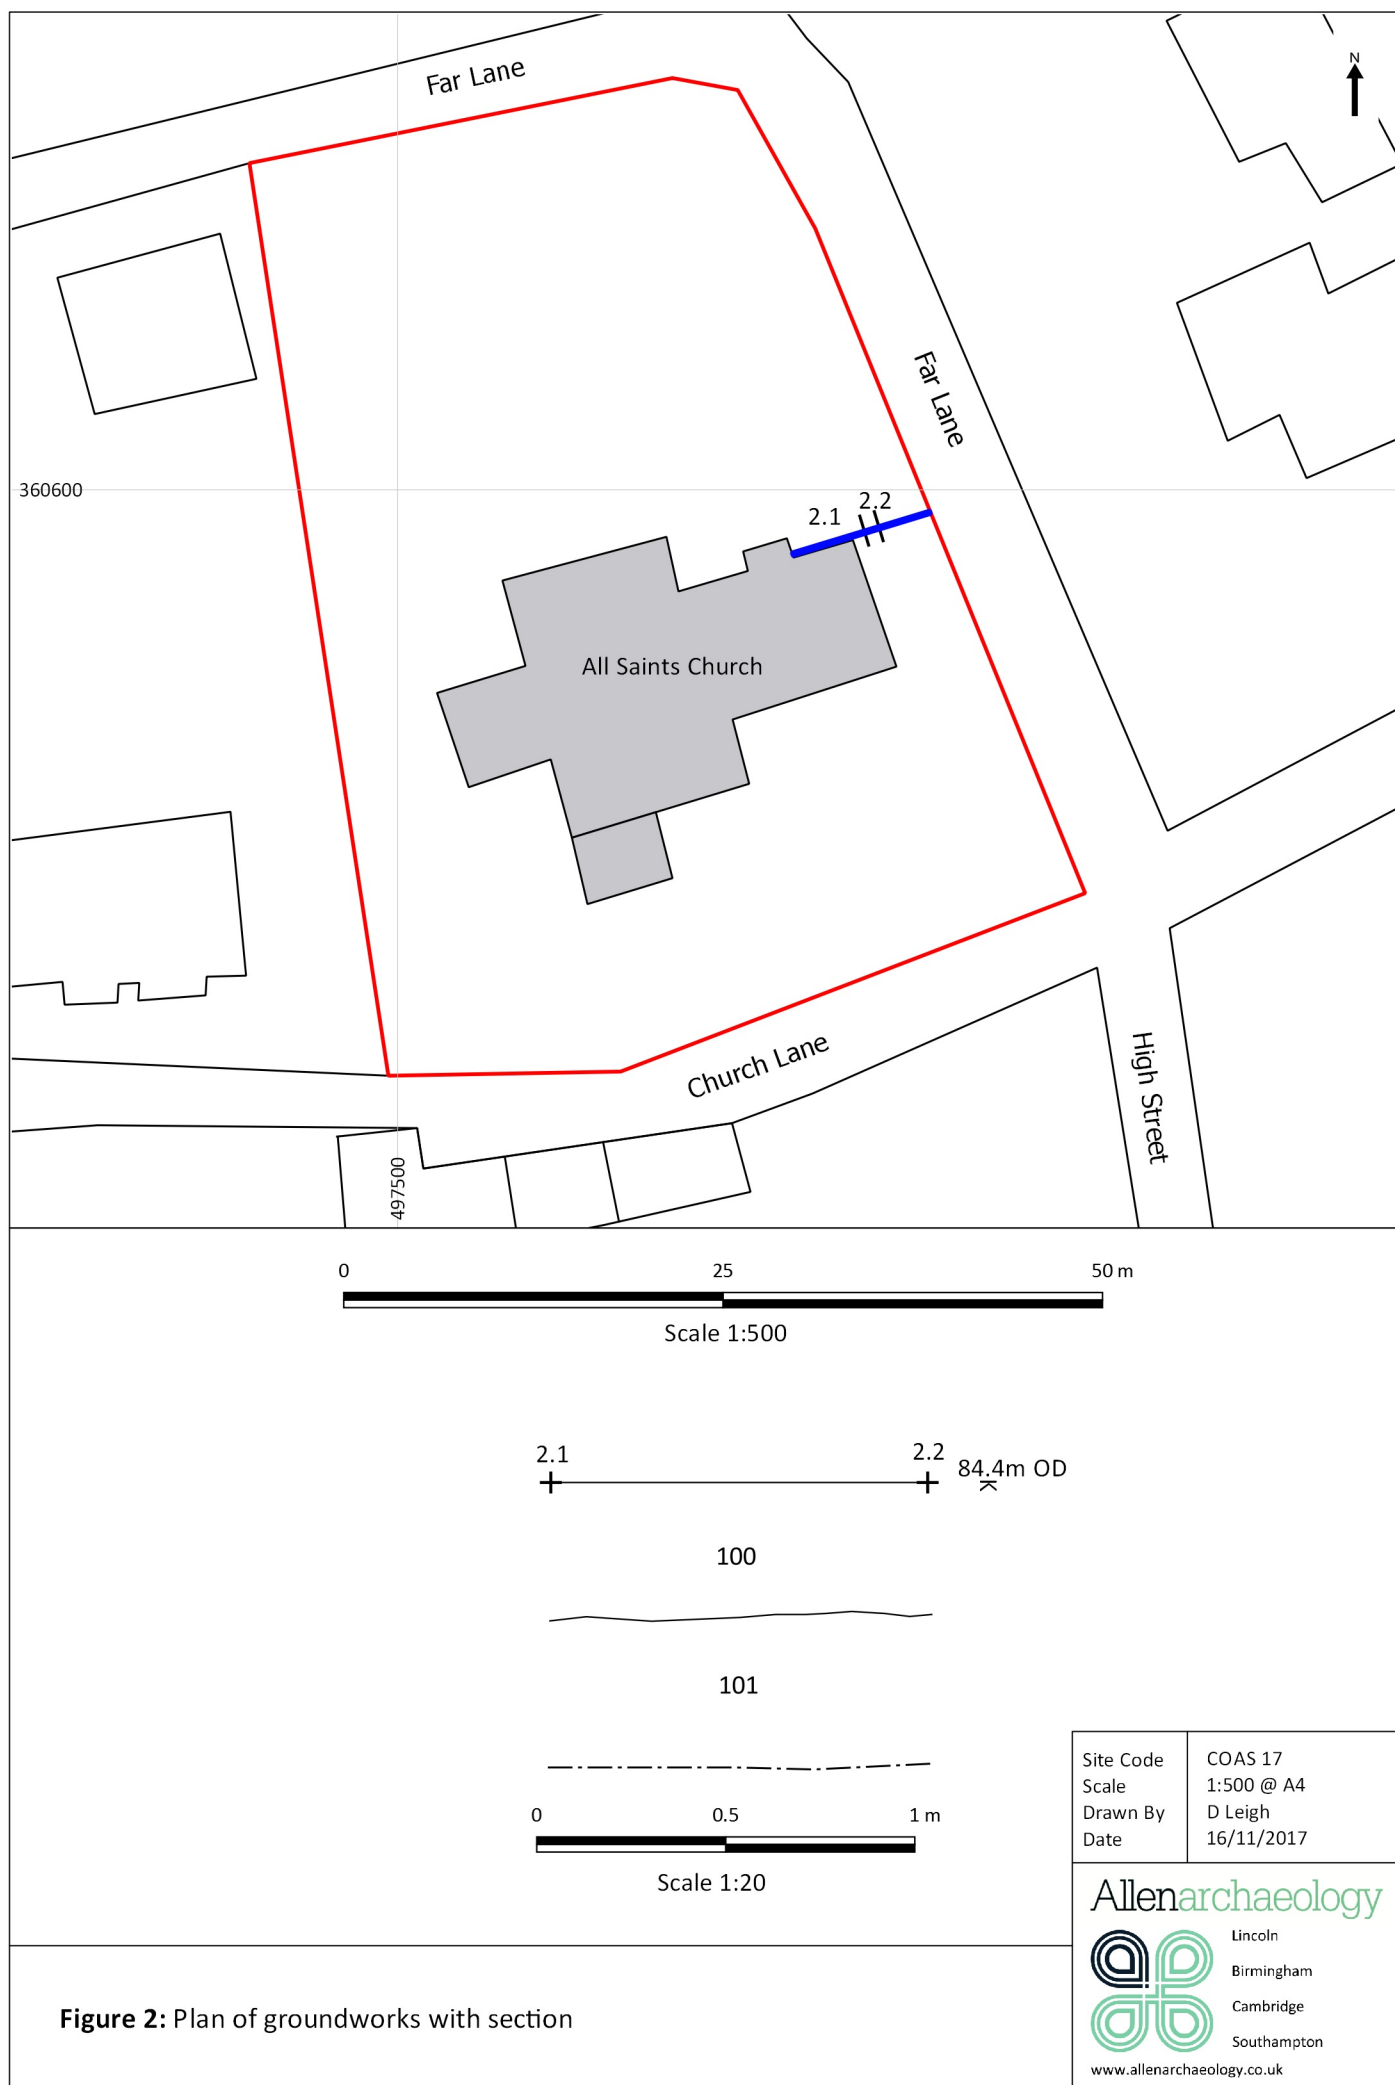 Far Lane
N
Far Lane
360600
2.1
2.2
All Saints Church
Church Lane
High Street
497500
0 25 50 m
Scale 1:500
2.1 2.2
84.4m OD
100
101
0 0.5 1 m
Scale 1:20
Site Code COAS 17
Scale 1:500 @ A4
Drawn By D Leigh
Date 16/11/2017
Allenarchaeology
Lincoln
Birmingham
Cambridge
Southampton
www.allenarchaeology.co.uk
Figure 2: Plan of groundworks with section